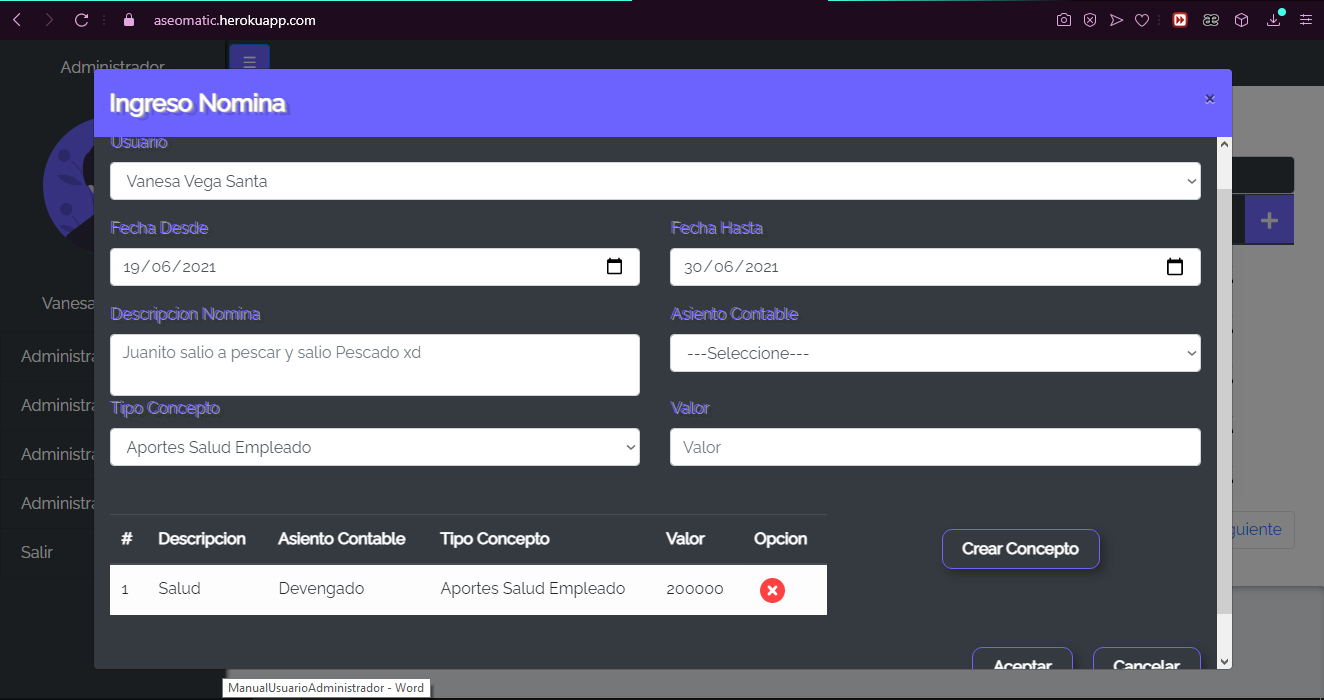 aseomatic.herokuapp.com
Administrador
Ingreso Nomina
×
Usuario
Vanesa Vega Santa
Fecha Desde
Fecha Hasta
19/06/2021
30/06/2021
Vanesa
Descripcion Nomina
Asiento Contable
Juanito salio a pescar y salio Pescado xd
---Seleccione---
Administra
Administra
Administra
Administra
Salir
Tipo Concepto
Valor
Aportes Salud Empleado
Valor
# Descripcion Asiento Contable Tipo Concepto Valor Opcion
1 Salud Devengado Aportes Salud Empleado 200000
Crear Concepto
guiente
Aceptar
Cancelar
ManualUsuarioAdministrador - Word